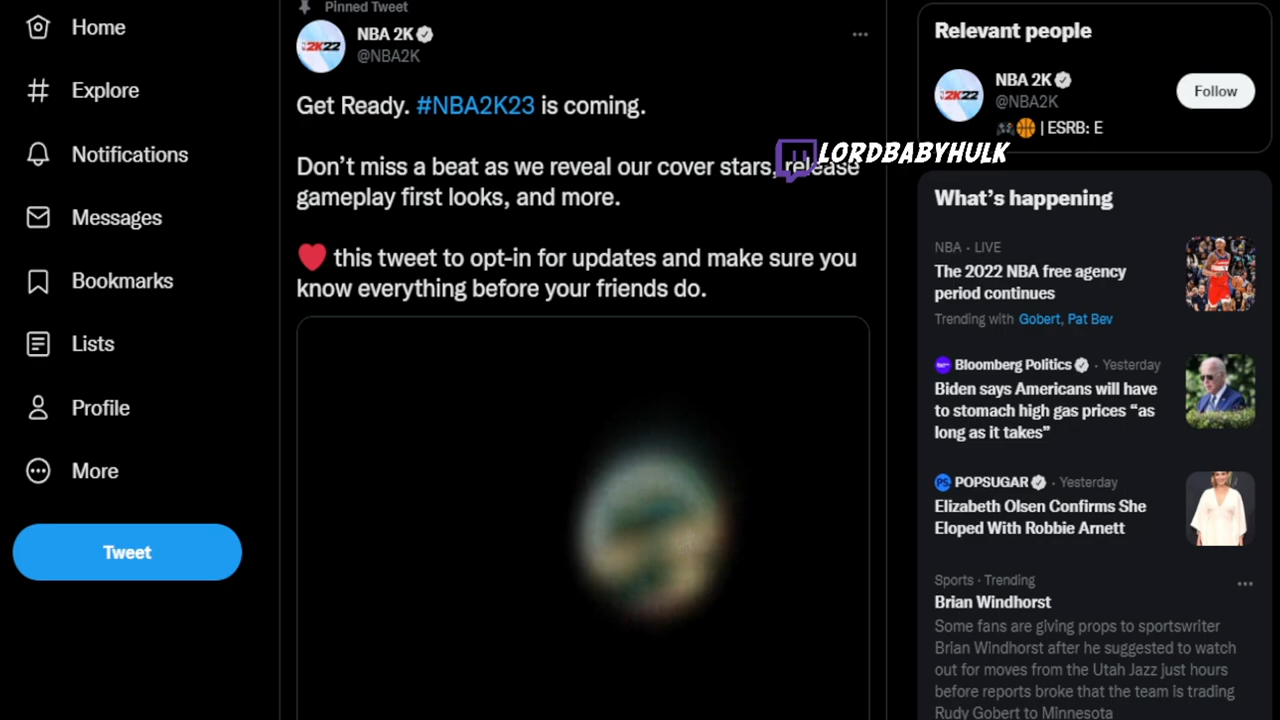 Home
Explore
Notifications
Messages
Bookmarks
Lists
Profile
More
Tweet
Pinned Tweet
2K22
NBA 2K
@NBA2K
Get Ready. #NBA2K23 is coming.
Don’t miss a beat as we reveal our cover stars, release
gameplay first looks, and more.
❤️ this tweet to opt-in for updates and make sure you
know everything before your friends do.
LORDBABYHULK
Relevant people
2K22
NBA 2K
@NBA2K
🎮🏀 | ESRB: E
Follow
What’s happening
NBA · LIVE
The 2022 NBA free agency
period continues
Trending with Gobert, Pat Bev
Bloomberg Politics · Yesterday
Biden says Americans will have
to stomach high gas prices “as
long as it takes”
PS
POPSUGAR · Yesterday
Elizabeth Olsen Confirms She
Eloped With Robbie Arnett
Sports · Trending
Brian Windhorst
Some fans are giving props to sportswriter
Brian Windhorst after he suggested to watch
out for moves from the Utah Jazz just hours
before reports broke that the team is trading
Rudy Gobert to Minnesota